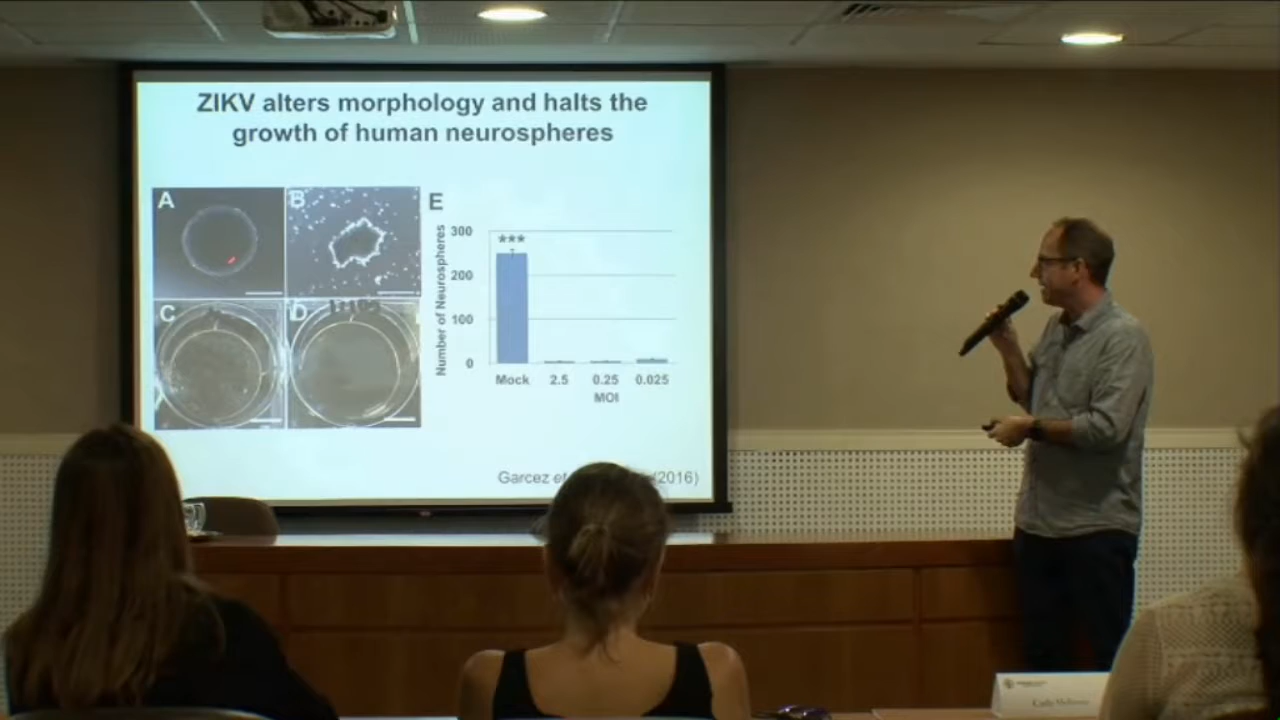 ZIKV alters morphology and halts the
growth of human neurospheres
A
B
C
D
E
Number of Neurospheres
300
200
100
0
***
Mock
2.5
0.25
0.025
MOI
Garcez
(2016)